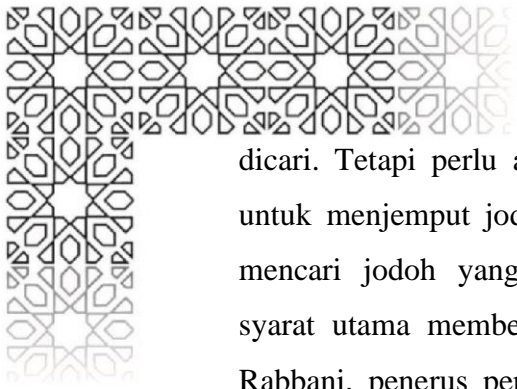 dicari. Tetapi perlu
untuk menjemput
mencari jodoh yang
syarat utama
Rabbani, penerus